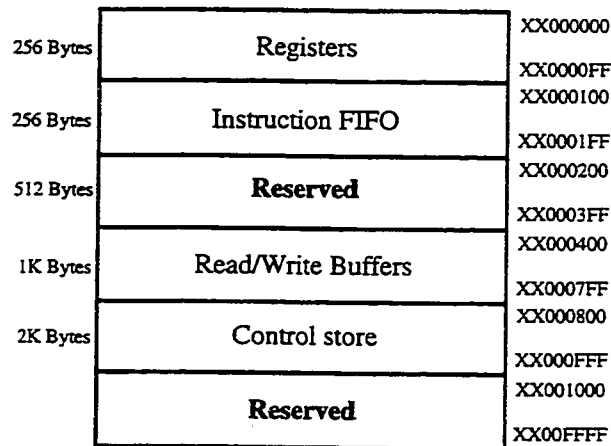 XX000000
256 Bytes Registers
XX0000FF
XX000100
256 Bytes Instruction FIFO
XX0001FF
XX000200
512 Bytes Reserved
XX0003FF
XX000400
1K Bytes Read/Write Buffers
XX0007FF
XX000800
2K Bytes Control store
XX000FFF
XX001000
Reserved
XX00FFFF